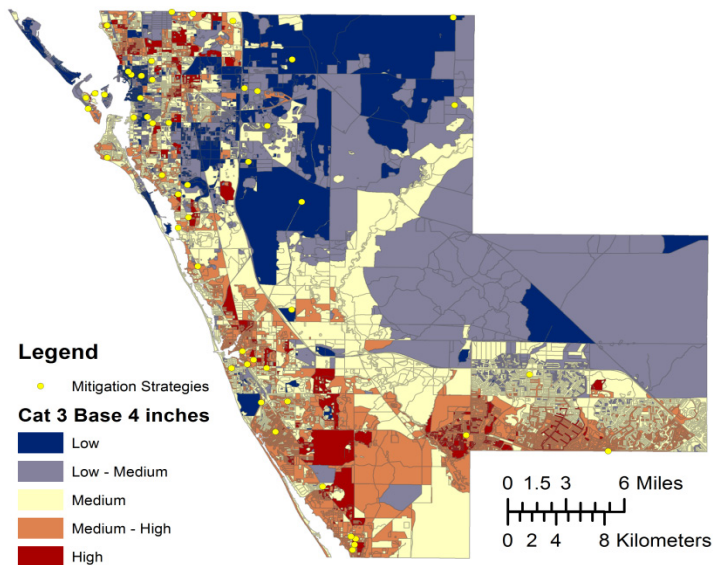 Legend
Mitigation Strategies
Cat 3 Base 4 inches
Low
Low - Medium
Medium
Medium - High
High
0 1.5 3 6 Miles
0 2 4 8 Kilometers